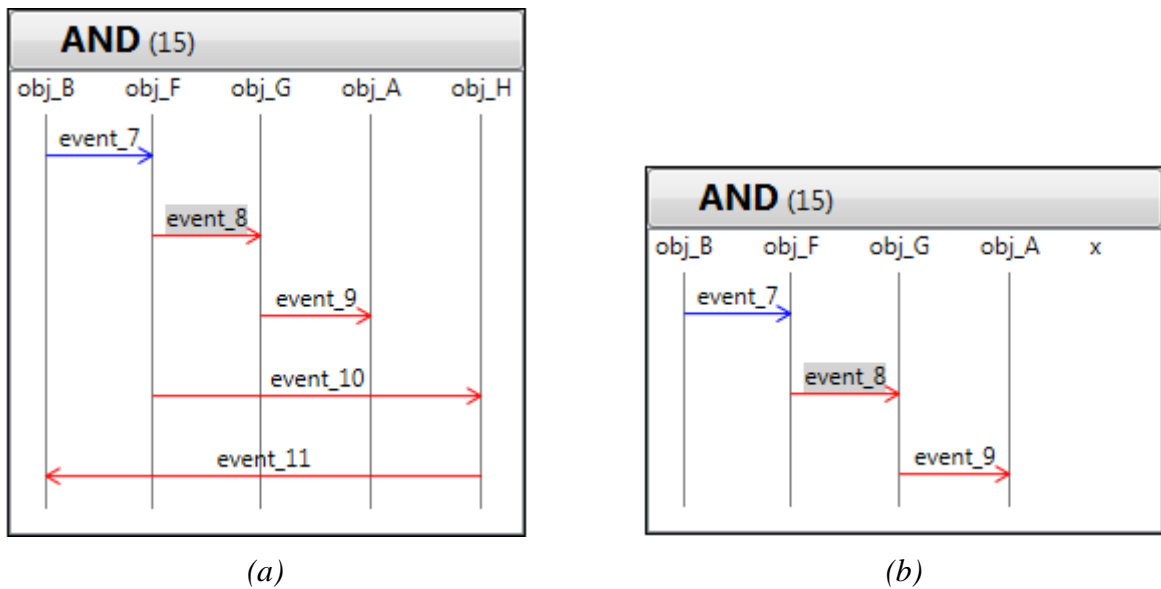 AND (15)
obj_B obj_F obj_G obj_A obj_H
event_7
event_8
event_9
event_10
event_11
(a)
AND (15)
obj_B obj_F obj_G obj_A x
event_7
event_8
event_9
(b)